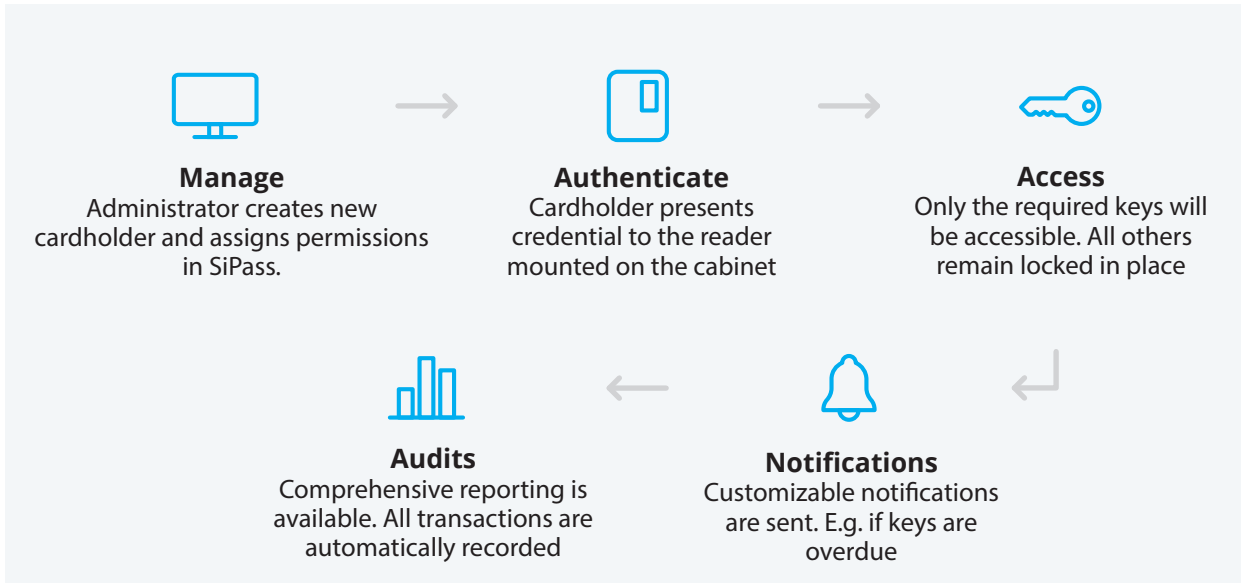 Manage
Administrator creates new
cardholder and assigns permissions
in SiPass.
Authenticate
Cardholder presents
credential to the reader
mounted on the cabinet
Access
Only the required keys will
be accessible. All others
remain locked in place
Notifications
Customizable notifications
are sent. E.g. if keys are
overdue
Audits
Comprehensive reporting is
available. All transactions are
automatically recorded